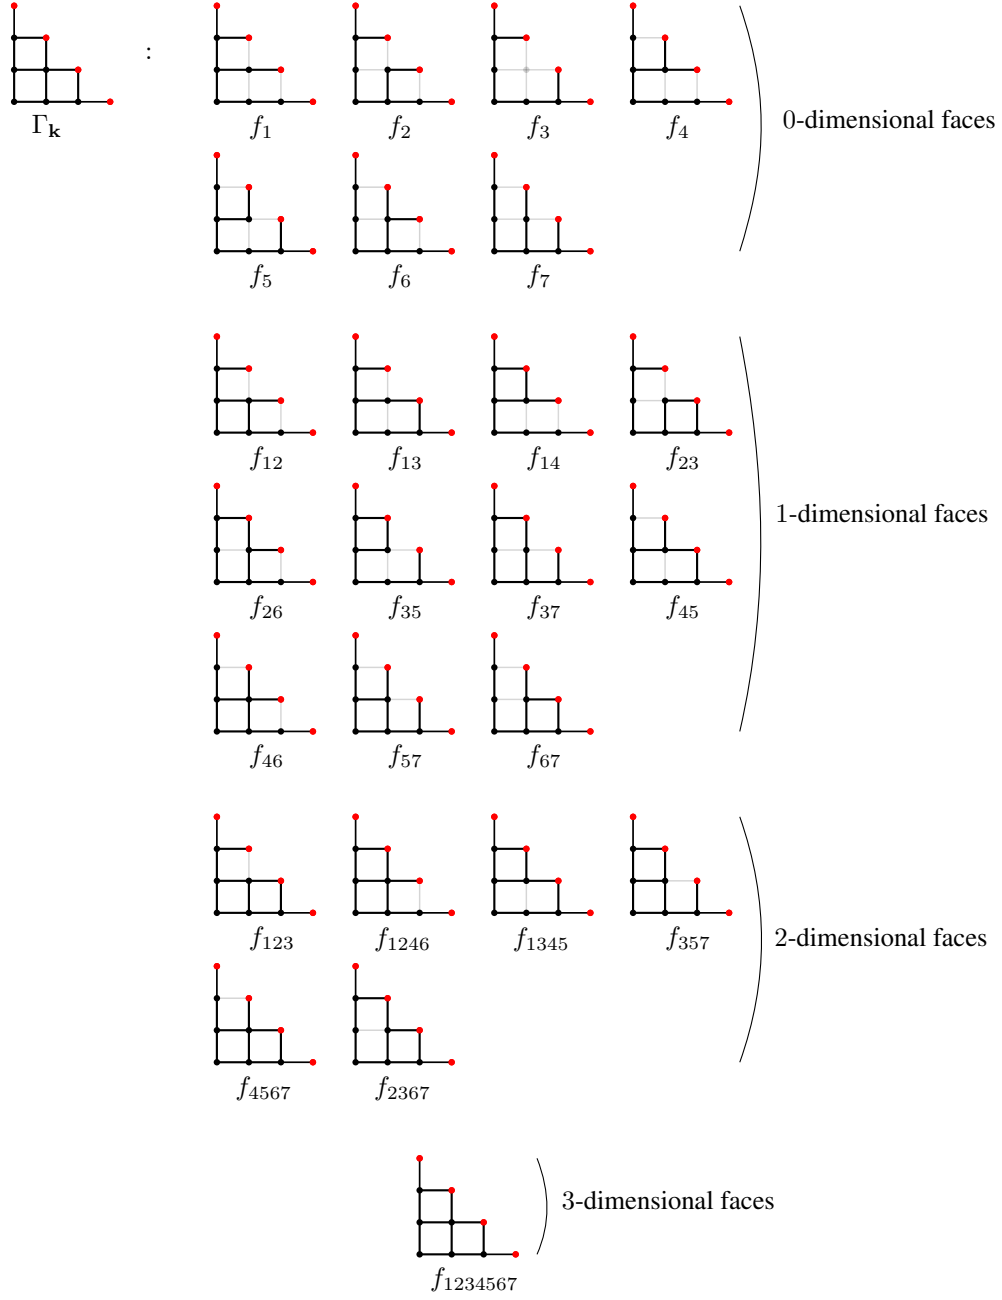 Γ_k : f_1 f_2 f_3 f_4 0-dimensional faces
f_5 f_6 f_7
f_12 f_13 f_14 f_23
f_26 f_35 f_37 f_45 1-dimensional faces
f_46 f_57 f_67
f_123 f_1246 f_1345 f_357 2-dimensional faces
f_4567 f_2367
3-dimensional faces
f_1234567